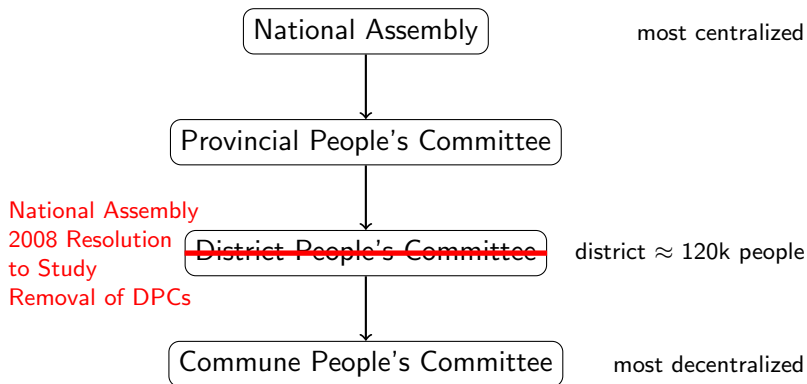 National Assembly
most centralized
Provincial People's Committee
National Assembly
2008 Resolution
to Study
Removal of DPCs
District People's Committee
district ≈ 120k people
Commune People's Committee
most decentralized